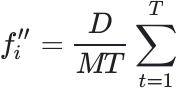 f_i'' = \frac{D}{MT} \sum_{t=1}^{T}